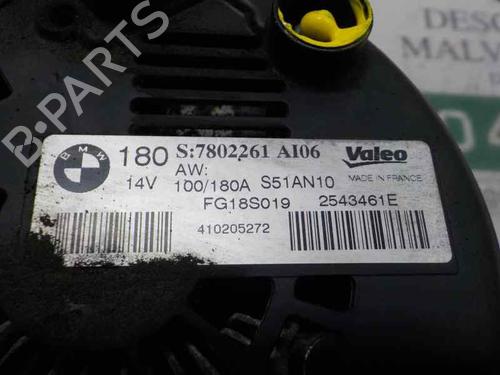 DESC
MALV
BMW
180 S:7802261 AI06 Valeo
AW: MADE IN FRANCE
14V 100/180A S51AN10
FG18S019 2543461E
410205272
B-PARTS